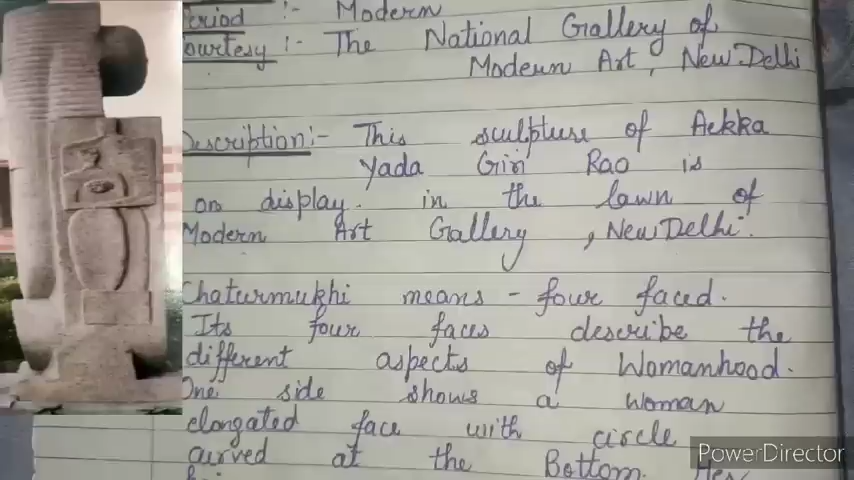 Period :- Modern
Courtesy :- The National Gallery of
Modern Art, New Delhi
Description:- This sculpture of Aekka
Yada Giri Rao is
on display. in the lawn of
Modern Art Gallery, New Delhi.
Chaturmukhi means - four faced.
Its four faces describe the
different aspects of Womanhood.
One side shows a woman
elongated face with circle
curved at the Bottom. Her
PowerDirector